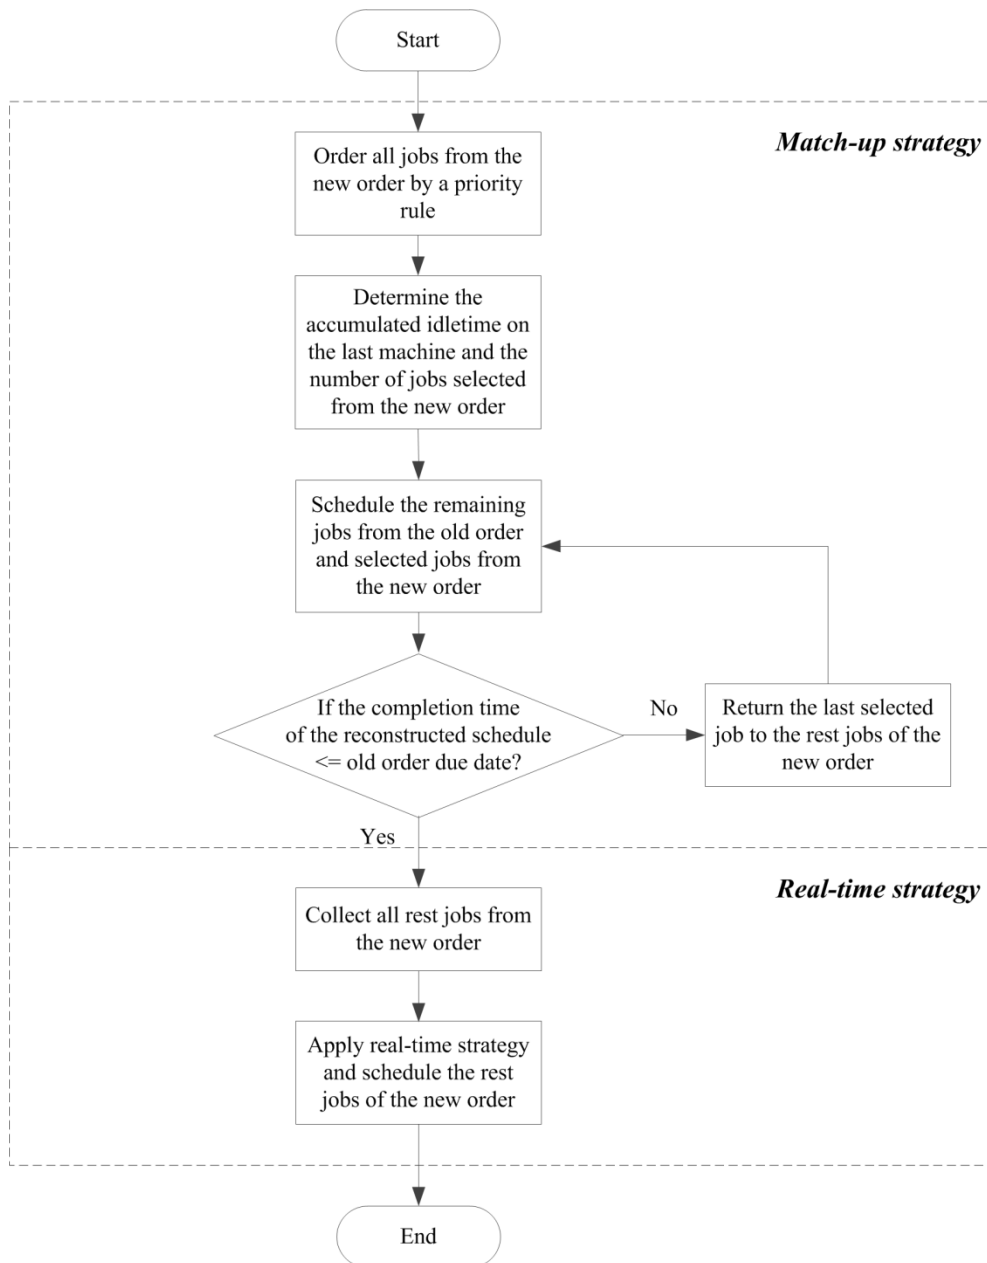 Start
Match-up strategy
Order all jobs from the
new order by a priority
rule
Determine the
accumulated idletime on
the last machine and the
number of jobs selected
from the new order
Schedule the remaining
jobs from the old order
and selected jobs from
the new order
If the completion time
of the reconstructed schedule
<= old order due date?
No
Return the last selected
job to the rest jobs of the
new order
Yes
Real-time strategy
Collect all rest jobs from
the new order
Apply real-time strategy
and schedule the rest
jobs of the new order
End